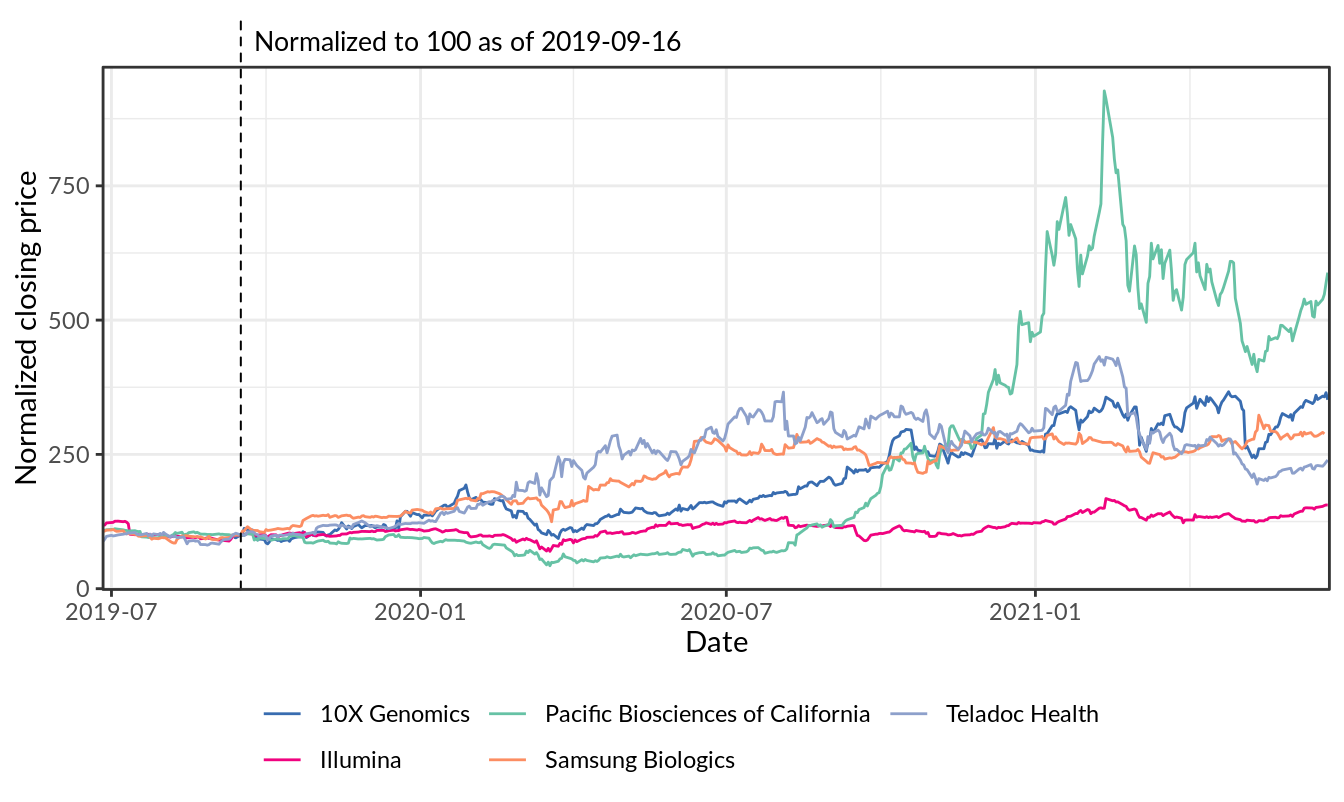 Normalized to 100 as of 2019-09-16
Normalized closing price
750
500
250
0
2019-07
2020-01
2020-07
2021-01
Date
10X Genomics
Pacific Biosciences of California
Teladoc Health
Illumina
Samsung Biologics